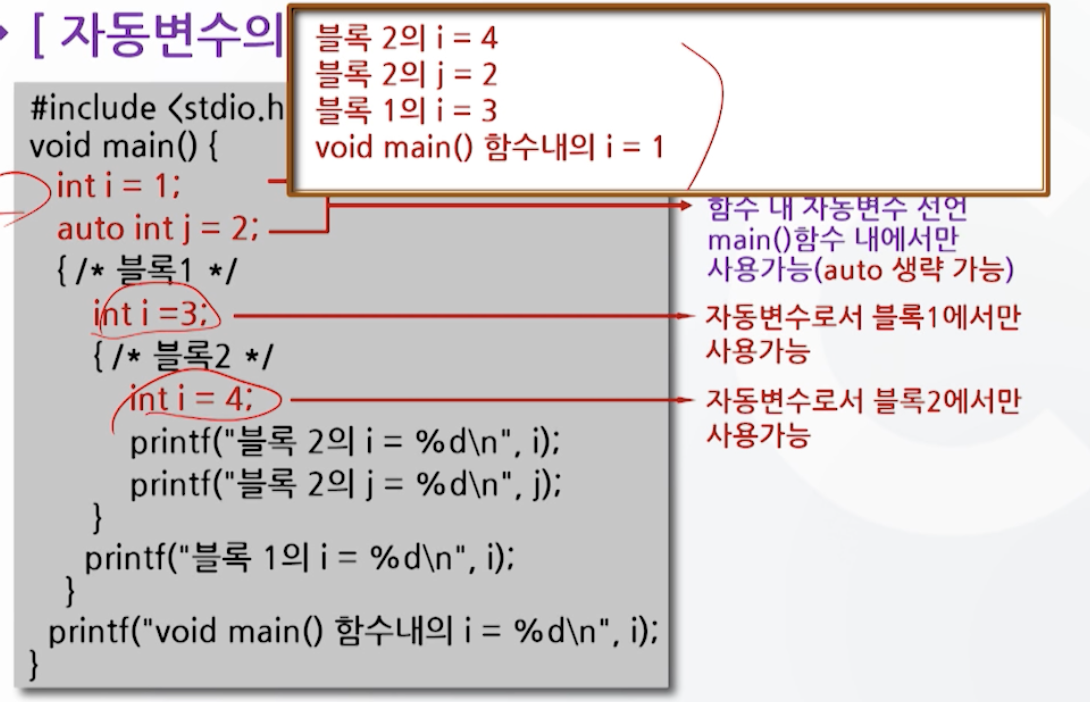 [ 자동변수의
블록 2의 i = 4
블록 2의 j = 2
블록 1의 i = 3
void main() 함수내의 i = 1
#include <stdio.h
void main() {
int i = 1;
auto int j = 2;
{ /* 블록1 */
int i =3;
{ /* 블록2 */
int i = 4;
printf("블록 2의 i = %d\n", i);
printf("블록 2의 j = %d\n", j);
}
printf("블록 1의 i = %d\n", i);
}
printf("void main() 함수내의 i = %d\n", i);
}
함수 내 자동변수 선언
main()함수 내에서만
사용가능(auto 생략 가능)
자동변수로서 블록1에서만
사용가능
자동변수로서 블록2에서만
사용가능